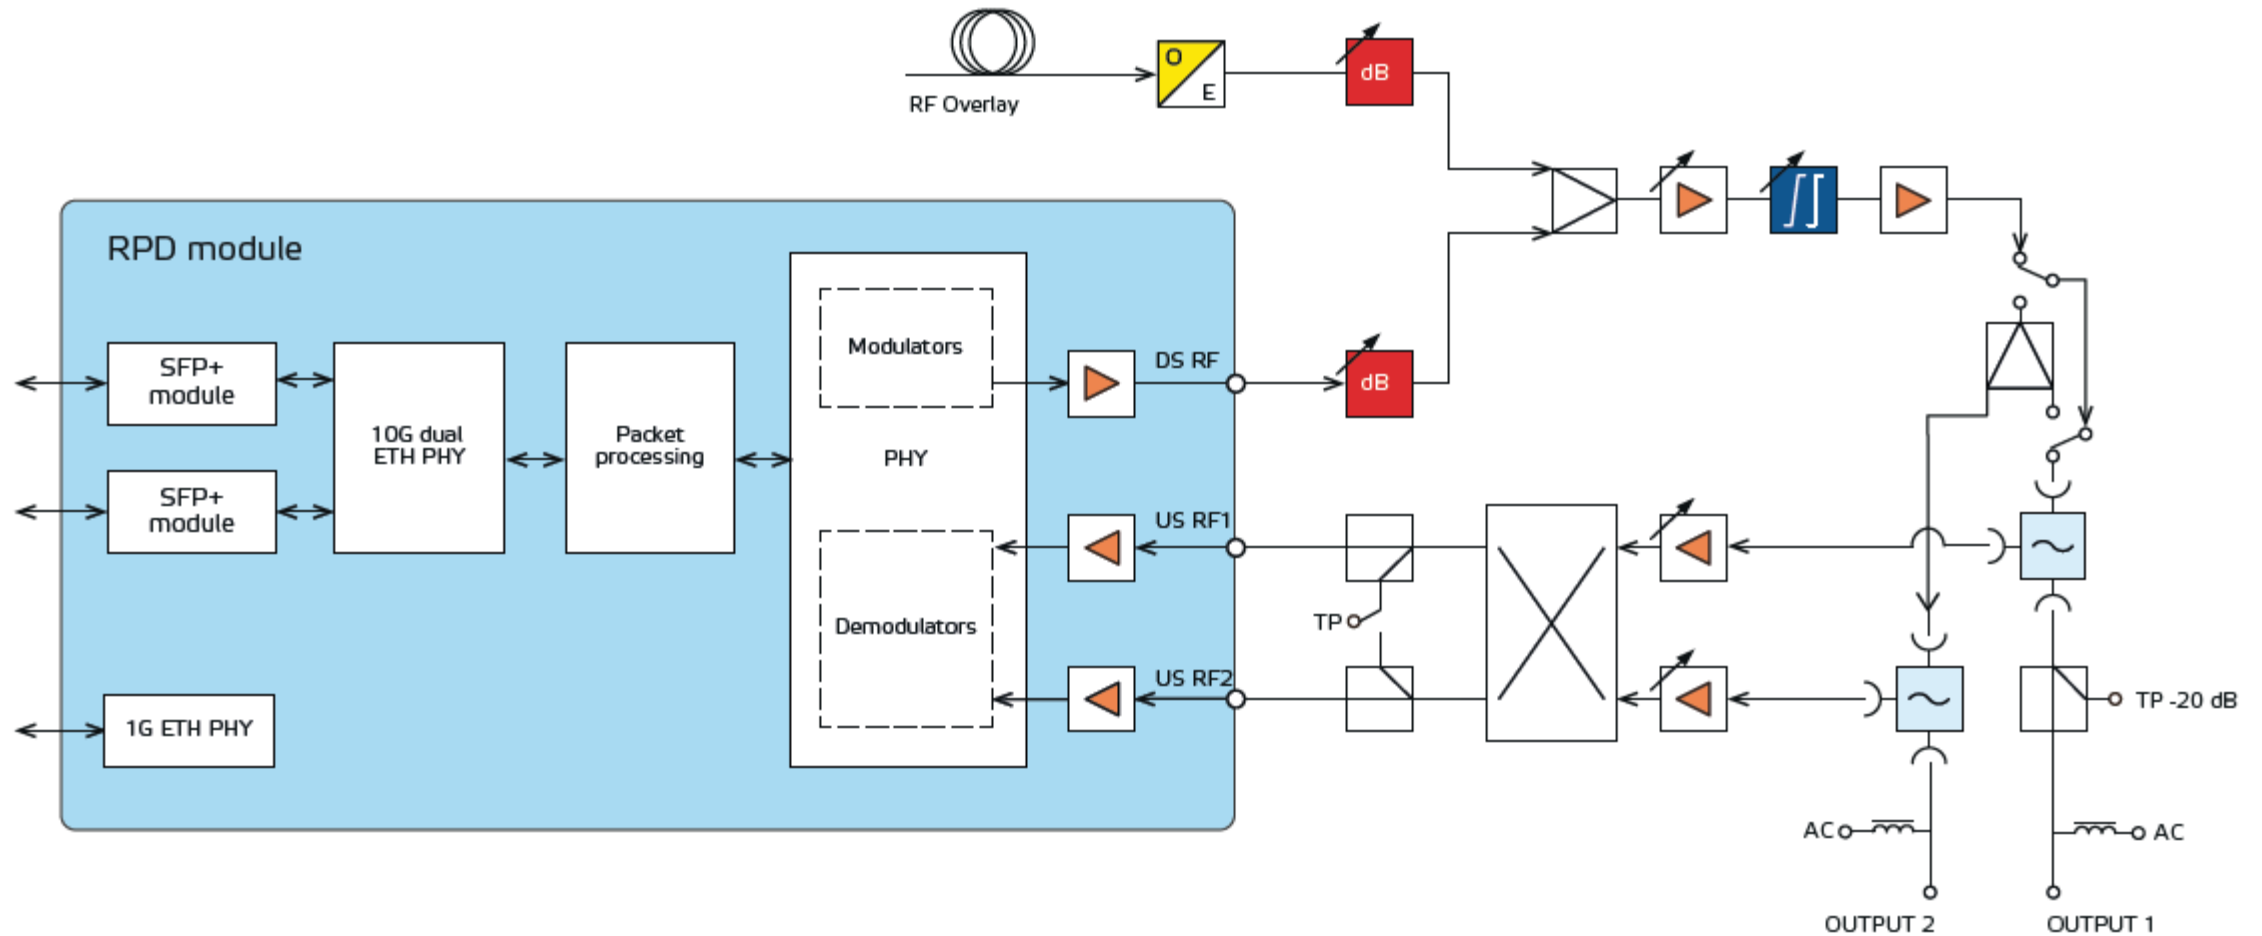 RF Overlay
O
E
dB
RPD module
SFP+
module
SFP+
module
10G dual
ETH PHY
Packet
processing
Modulators
PHY
Demodulators
1G ETH PHY
DS RF
dB
US RF1
US RF2
TP
TP -20 dB
AC
AC
OUTPUT 2
OUTPUT 1